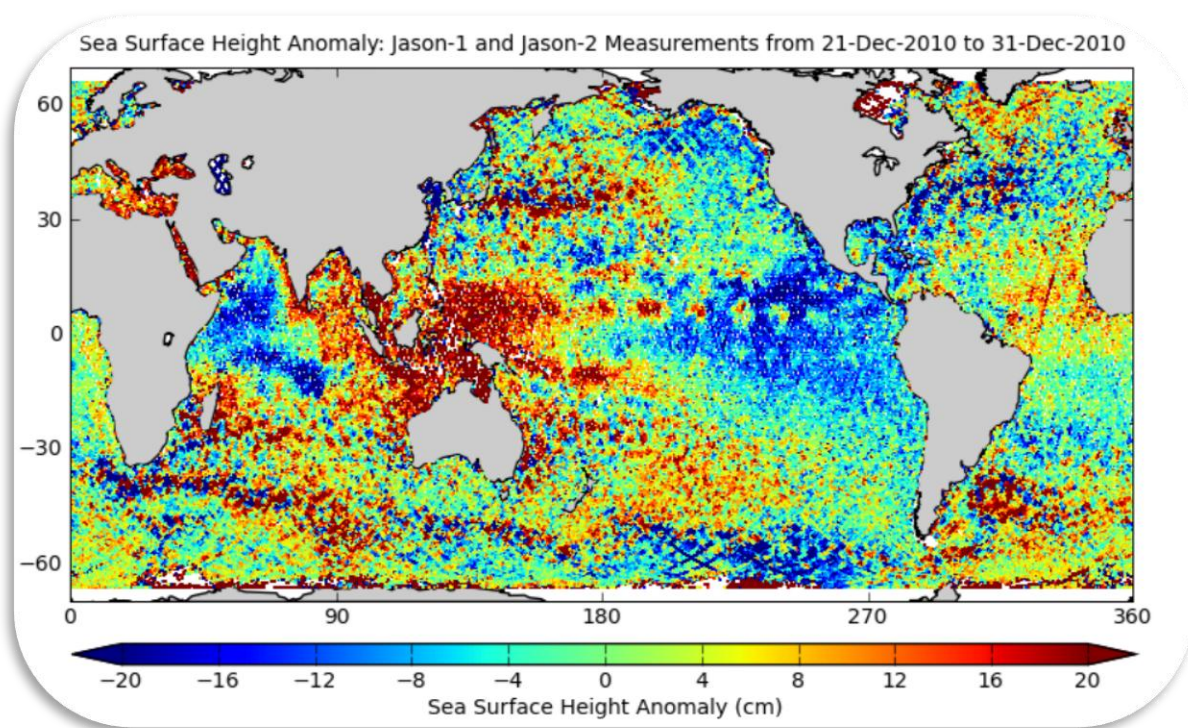 Sea Surface Height Anomaly: Jason-1 and Jason-2 Measurements from 21-Dec-2010 to 31-Dec-2010
60
30
0
−30
−60
0 90 180 270 360
−20 −16 −12 −8 −4 0 4 8 12 16 20
Sea Surface Height Anomaly (cm)